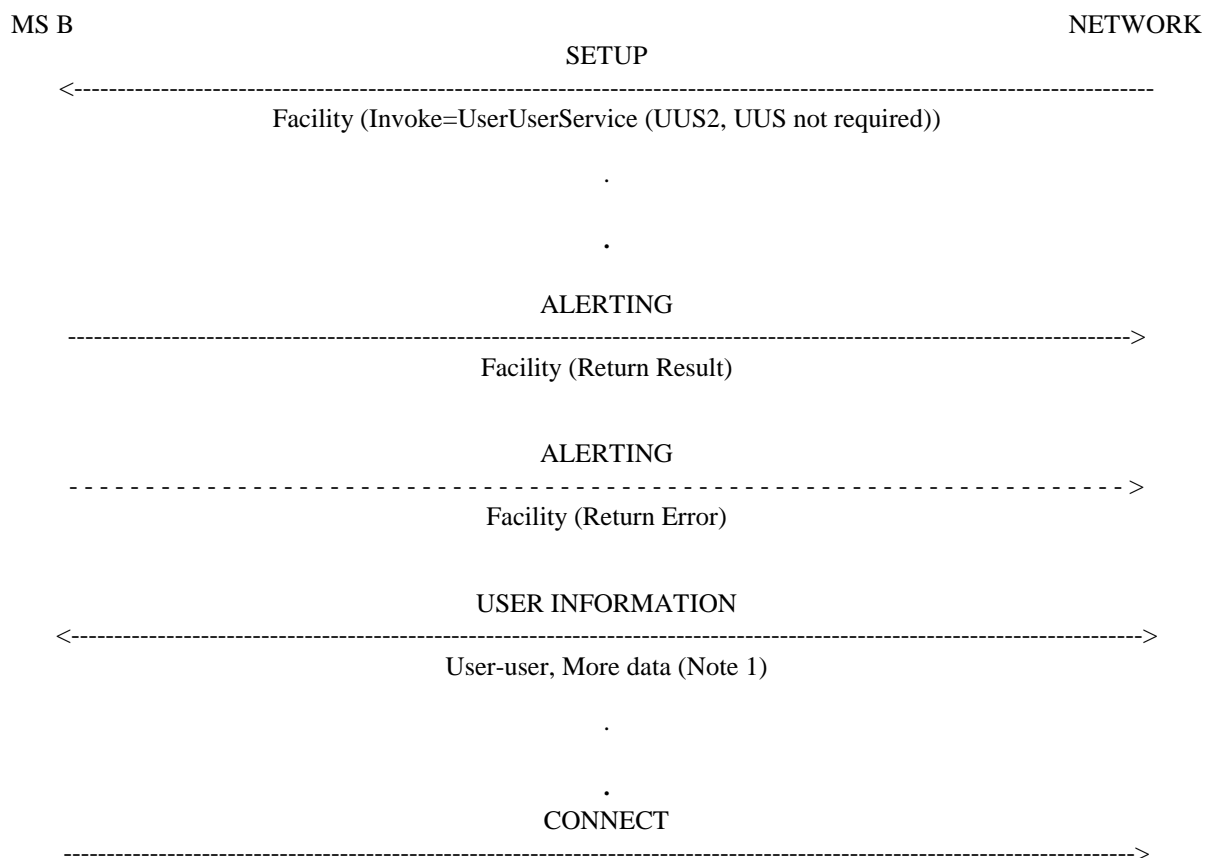 MS B NETWORK
SETUP
<------------------------------------------------------------------------------------------------------------------------
Facility (Invoke=UserUserService (UUS2, UUS not required))
.
.
ALERTING
---------------------------------------------------------------------------------------------------------------------->
Facility (Return Result)
ALERTING
- - - - - - - - - - - - - - - - - - - - - - - - - - - - - - - - - - - - - - - - - - - - - - - - - - - - - - - - - - - - - - - - - - - - - - >
Facility (Return Error)
USER INFORMATION
<----------------------------------------------------------------------------------------------------------------------->
User-user, More data (Note 1)
.
.
CONNECT
----------------------------------------------------------------------------------------------------------------------->